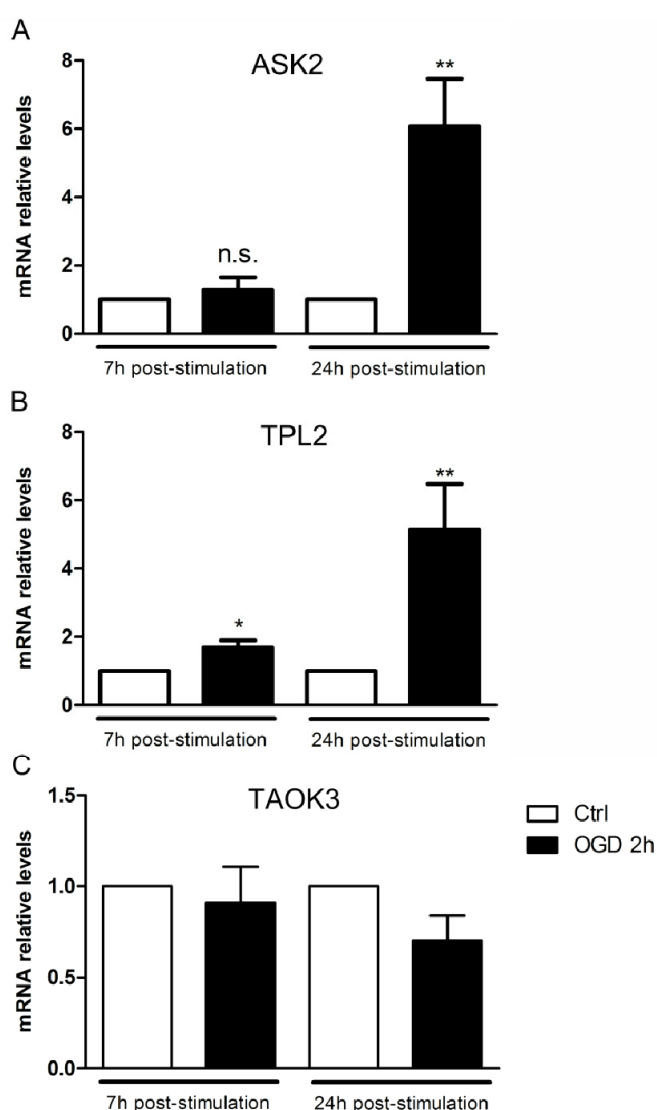 A
ASK2
mRNA relative levels
8
6
4
2
0
n.s.
**
7h post-stimulation
24h post-stimulation
B
TPL2
mRNA relative levels
8
6
4
2
0
*
**
7h post-stimulation
24h post-stimulation
C
TAOK3
mRNA relative levels
1.5
1.0
0.5
0.0
7h post-stimulation
24h post-stimulation
Ctrl
OGD 2h